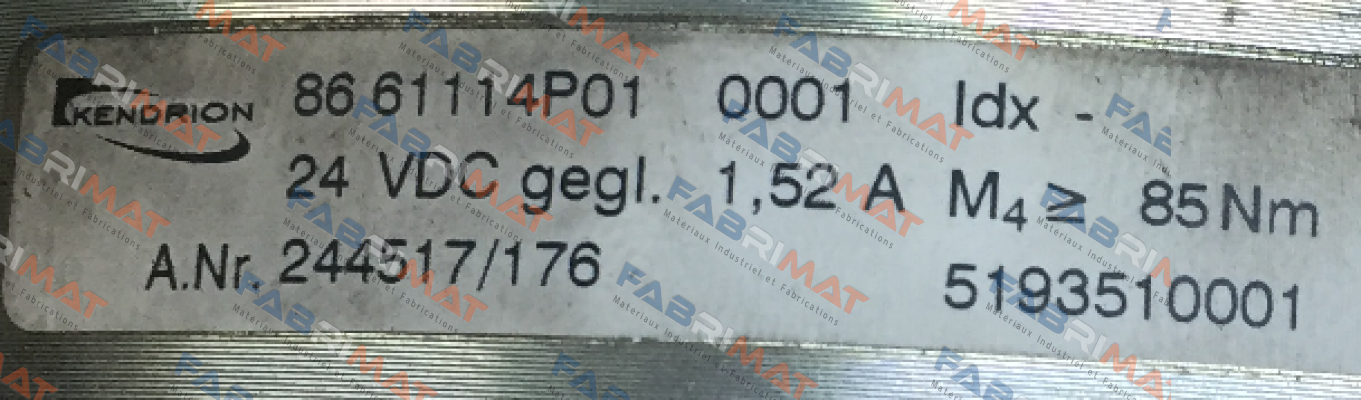 KENDRION 86 61114P01 0001 Idx -
24 VDC gegl. 1,52 A M4 ≥ 85 Nm
A.Nr. 244517/176 5193510001
FABRIMAT
Materiaux Industriel et Fabrications